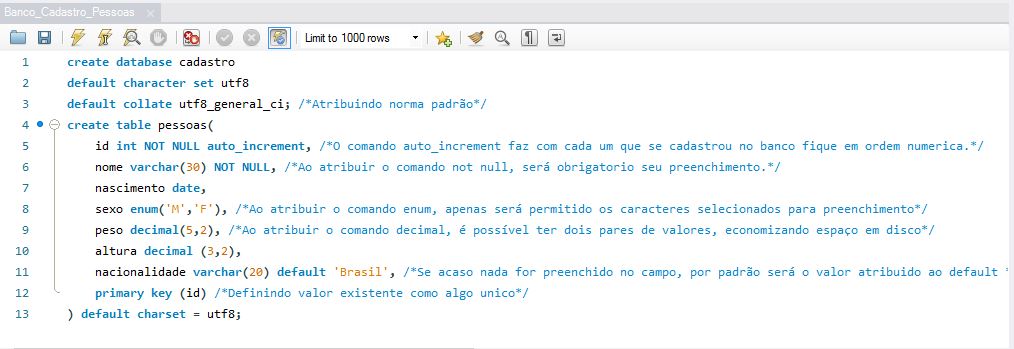 Banco_Cadastro_Pessoas
Limit to 1000 rows
1 create database cadastro
2 default character set utf8
3 default collate utf8_general_ci; /*Atribuindo norma padrão*/
4 create table pessoas(
5 id int NOT NULL auto_increment, /*O comando auto_increment faz com cada um que se cadastrou no banco fique em ordem numerica.*/
6 nome varchar(30) NOT NULL, /*Ao atribuir o comando not null, será obrigatorio seu preenchimento.*/
7 nascimento date,
8 sexo enum('M','F'), /*Ao atribuir o comando enum, apenas será permitido os caracteres selecionados para preenchimento*/
9 peso decimal(5,2), /*Ao atribuir o comando decimal, é possível ter dois pares de valores, economizando espaço em disco*/
10 altura decimal (3,2),
11 nacionalidade varchar(20) default 'Brasil', /*Se acaso nada for preenchido no campo, por padrão será o valor atribuido ao default *
12 primary key (id) /*Definindo valor existente como algo unico*/
13 ) default charset = utf8;